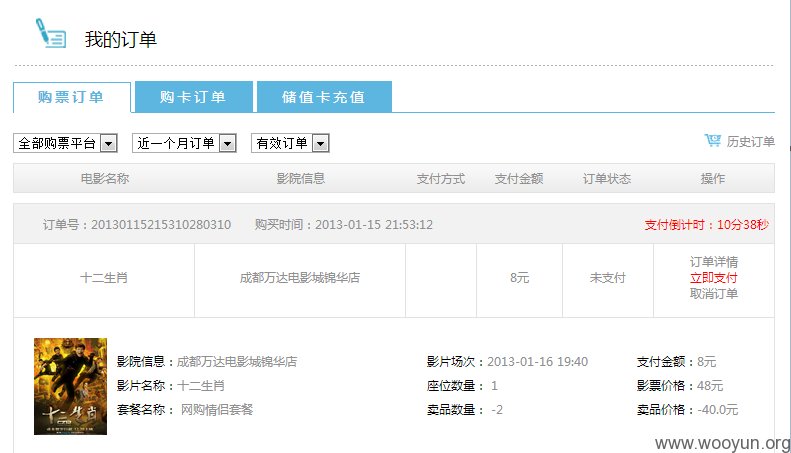 我的订单
购票订单 购卡订单 储值卡充值
全部购票平台 近一个月订单 有效订单 历史订单
电影名称 影院信息 支付方式 支付金额 订单状态 操作
订单号：20130115215310280310 购买时间：2013-01-15 21:53:12 支付倒计时：10分38秒
订单详情
十二生肖 成都万达电影城锦华店 8元 未支付 立即支付
取消订单
影院信息：成都万达电影城锦华店 影片场次：2013-01-16 19:40 支付金额：8元
影片名称：十二生肖 座位数量： 1 影票价格：48元
套餐名称： 网购情侣套餐 卖品数量： -2 卖品价格：-40.0元
十二生肖
CZ12
www.wooyun.org